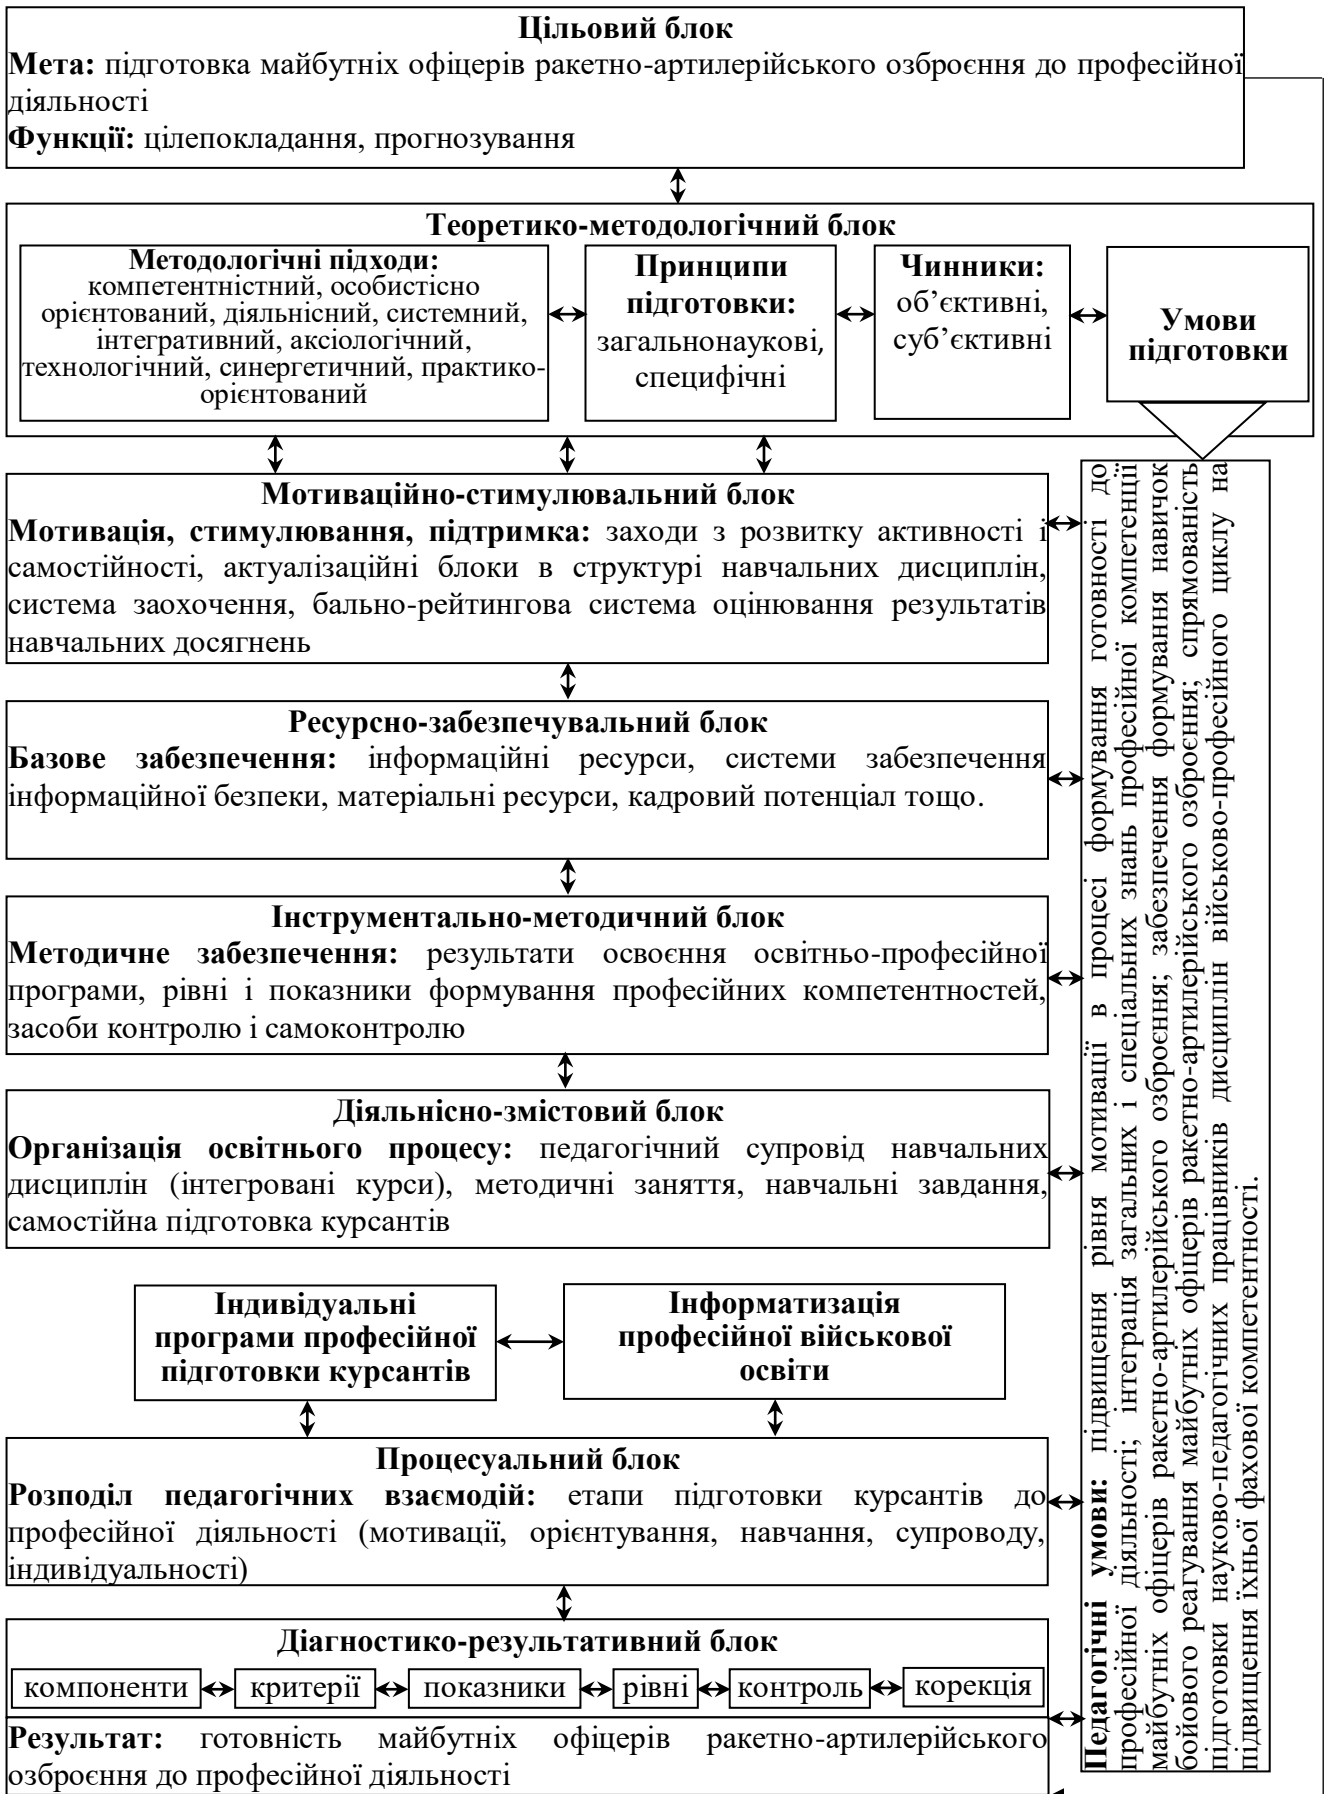 Цільовий блок
Мета: підготовка майбутніх офіцерів ракетно-артилерійського озброєння до професійної
діяльності
Функції: цілепокладання, прогнозування
Теоретико-методологічний блок
Методологічні підходи:
компетентністний, особистісно
орієнтований, діяльнісний, системний,
інтегративний, аксіологічний,
технологічний, синергетичний, практико-
орієнтований
Принципи
підготовки:
загальнонаукові,
специфічні
Чинники:
об’єктивні,
суб’єктивні
Умови
підготовки
Мотиваційно-стимулювальний блок
Мотивація, стимулювання, підтримка: заходи з розвитку активності і
самостійності, актуалізаційні блоки в структурі навчальних дисциплін,
система заохочення, бально-рейтингова система оцінювання результатів
навчальних досягнень
Ресурсно-забезпечувальний блок
Базове забезпечення: інформаційні ресурси, системи забезпечення
інформаційної безпеки, матеріальні ресурси, кадровий потенціал тощо.
Інструментально-методичний блок
Методичне забезпечення: результати освоєння освітньо-професійної
програми, рівні і показники формування професійних компетентностей,
засоби контролю і самоконтролю
Діяльнісно-змістовий блок
Організація освітнього процесу: педагогічний супровід навчальних
дисциплін (інтегровані курси), методичні заняття, навчальні завдання,
самостійна підготовка курсантів
Індивідуальні
програми професійної
підготовки курсантів
Інформатизація
професійної військової
освіти
Процесуальний блок
Розподіл педагогічних взаємодій: етапи підготовки курсантів до
професійної діяльності (мотивації, орієнтування, навчання, супроводу,
індивідуальності)
Діагностико-результативний блок
компоненти
критерії
показники
рівні
контроль
корекція
Результат: готовність майбутніх офіцерів ракетно-артилерійського
озброєння до професійної діяльності
Педагогічні умови: підвищення рівня мотивації в процесі формування готовності до
професійної діяльності; інтеграція загальних і спеціальних знань професійної компетенції
майбутніх офіцерів ракетно-артилерійського озброєння; забезпечення формування навичок
бойового реагування майбутніх офіцерів ракетно-артилерійського озброєння; спрямованість
підготовки науково-педагогічних працівників дисциплін військово-професійного циклу на
підвищення їхньої фахової компетентності.